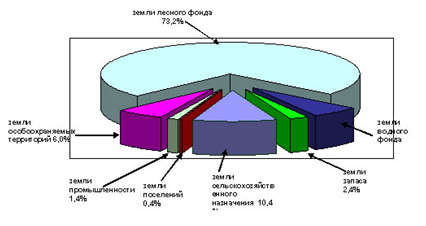 земли лесного фонда
73,2%
земли
особоохраняемых
территорий 6,0%
земли
промышленности
1,4%
земли
поселений
0,4%
земли
сельскохозяйств
енного
назначения 10,4
земли
запаса
2,4%
земли
водного
фонда